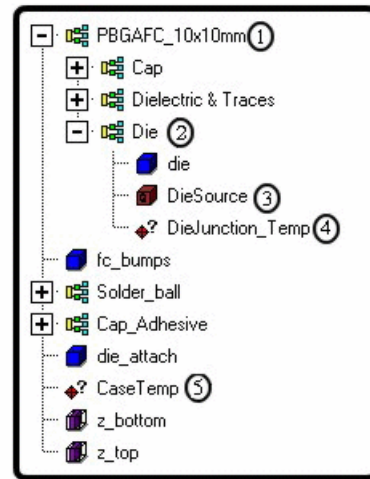 PBGAFC_10x10mm ①
Cap
Dielectric & Traces
Die ②
die
DieSource ③
DieJunction_Temp ④
fc_bumps
Solder_ball
Cap_Adhesive
die_attach
CaseTemp ⑤
z_bottom
z_top